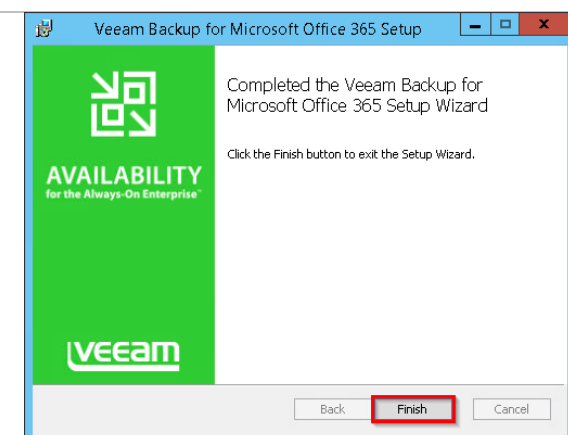 Veeam Backup for Microsoft Office 365 Setup
Completed the Veeam Backup for
Microsoft Office 365 Setup Wizard
Click the Finish button to exit the Setup Wizard.
AVAILABILITY
for the Always-On Enterprise™
veeam
Back Finish Cancel